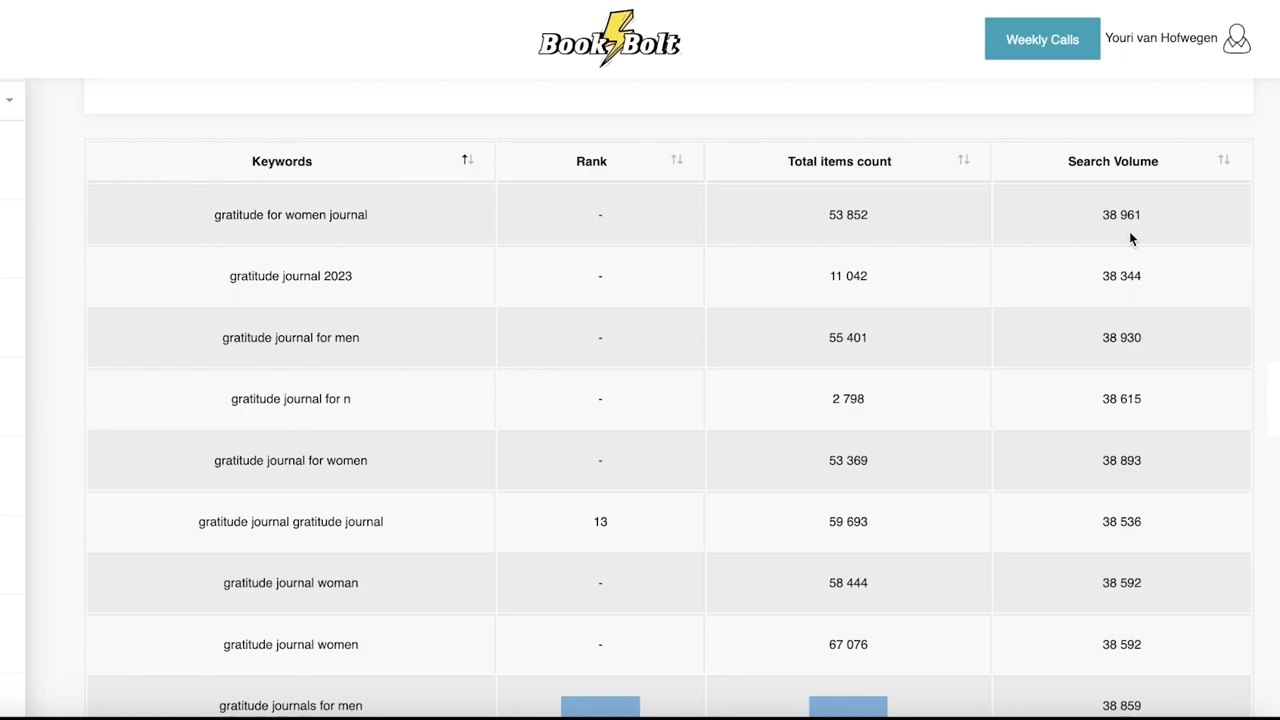 Book Bolt
Weekly Calls
Youri van Hofwegen
Keywords Rank Total items count Search Volume
gratitude for women journal - 53 852 38 961
gratitude journal 2023 - 11 042 38 344
gratitude journal for men - 55 401 38 930
gratitude journal for n - 2 798 38 615
gratitude journal for women - 53 369 38 893
gratitude journal gratitude journal 13 59 693 38 536
gratitude journal woman - 58 444 38 592
gratitude journal women - 67 076 38 592
gratitude journals for men 38 859